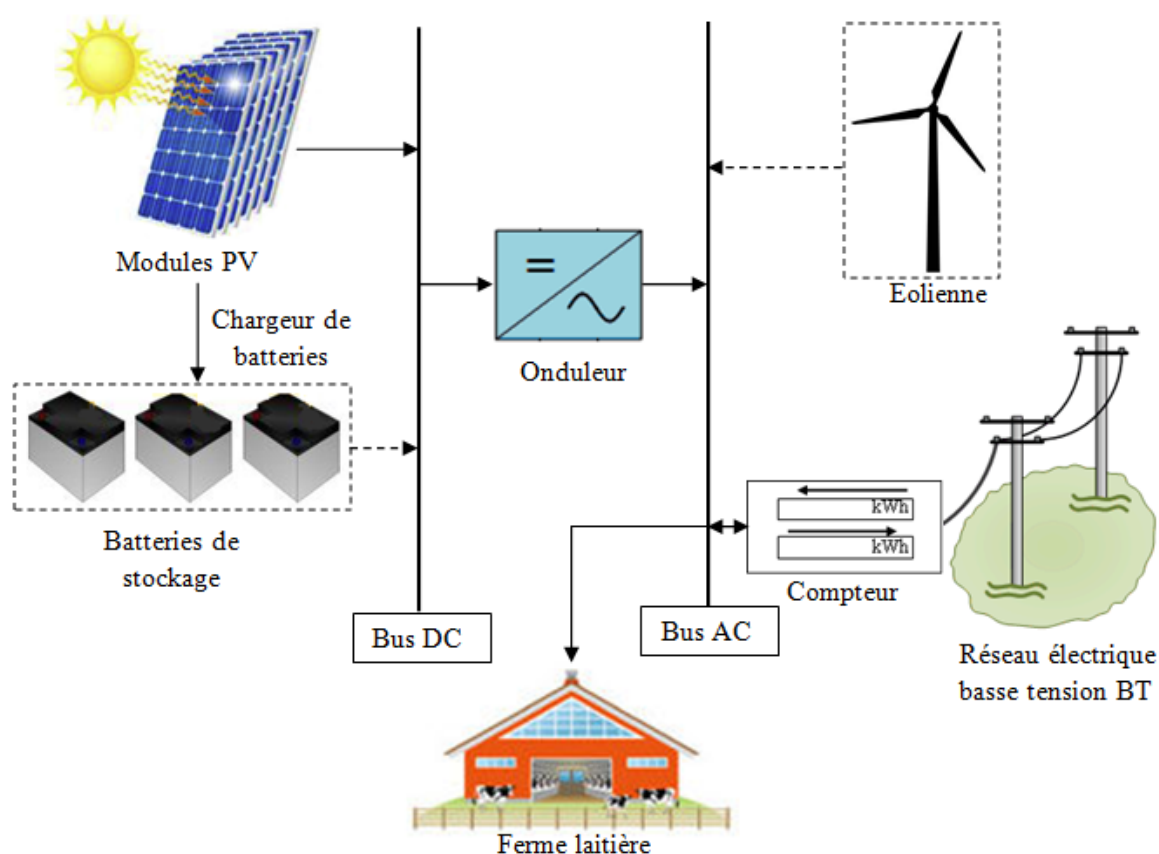 Modules PV
Chargeur de
batteries
Batteries de
stockage
Bus DC
Onduleur
Bus AC
Eolienne
kWh
kWh
Compteur
Réseau électrique
basse tension BT
Ferme laitière